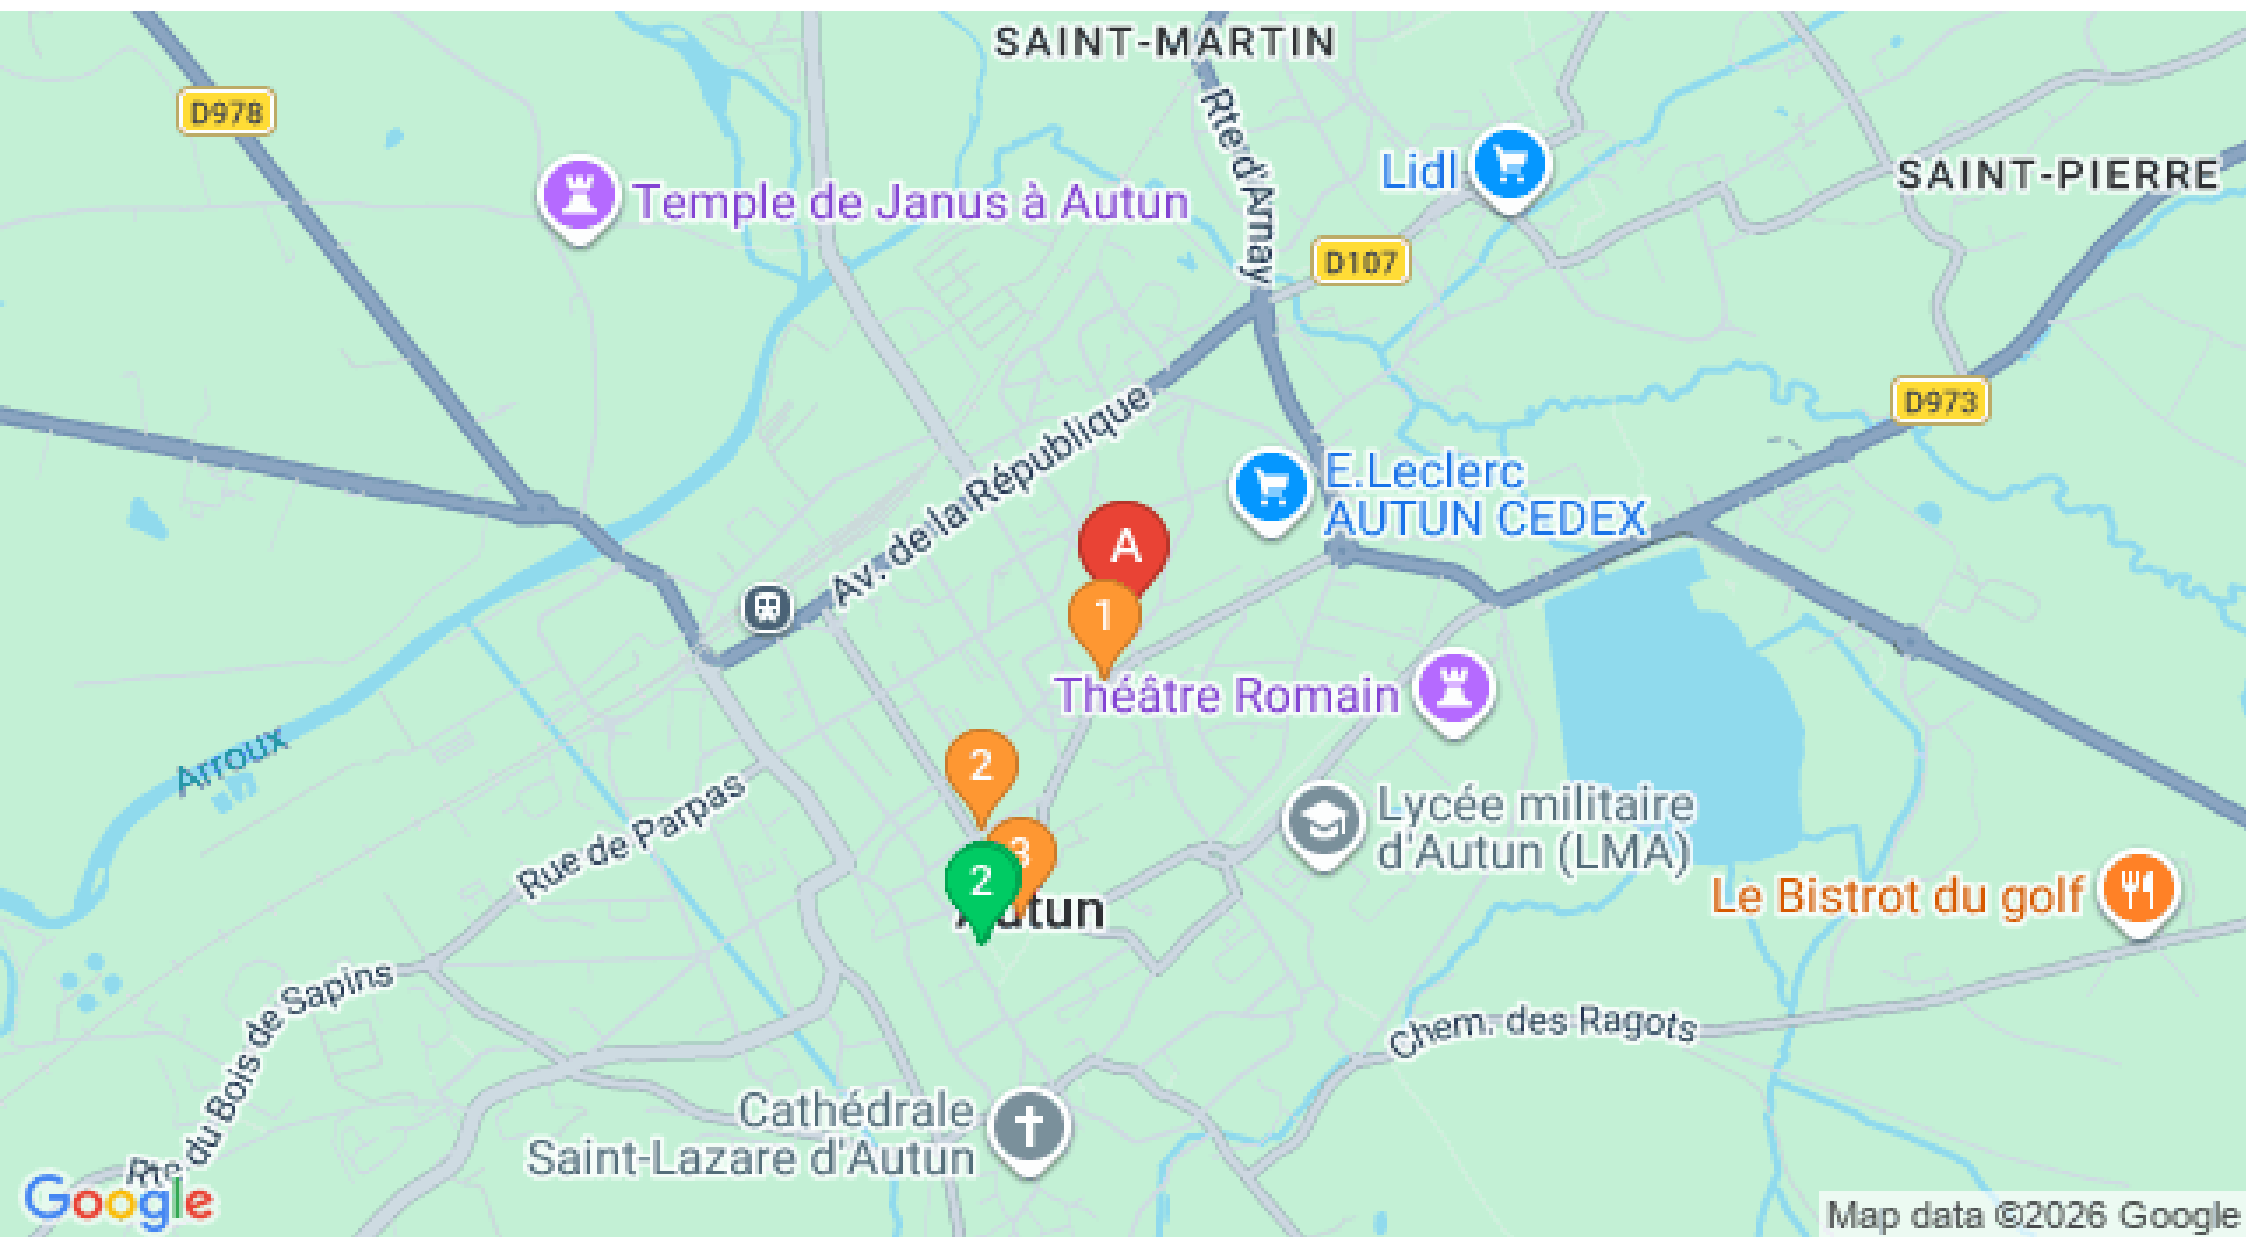 SAINT-MARTIN
D978
Rte d'Arnay
Lidl
SAINT-PIERRE
Temple de Janus à Autun
D107
Av. de la République
D973
E.Leclerc
AUTUN CEDEX
A
1
Théâtre Romain
Arroux
2
Rue de Parpas
Lycée militaire
d'Autun (LMA)
3
2
Autun
Le Bistrot du golf
Rte du Bois de Sapins
Chem. des Ragots
Cathédrale
Saint-Lazare d'Autun
Google
Map data ©2026 Google